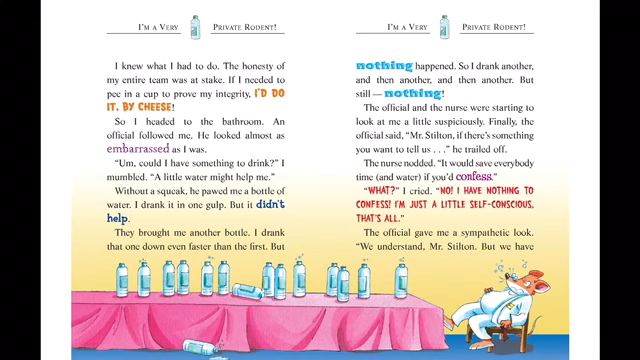 I'M A VERY PRIVATE RODENT!
I knew what I had to do. The honesty of
my entire team was at stake. If I needed to
pee in a cup to prove my integrity, I'D DO
IT, BY CHEESE!
So I headed to the bathroom. An
official followed me. He looked almost as
embarrassed as I was.
“Um, could I have something to drink?” I
mumbled. “A little water might help me.”
Without a squeak, he pawed me a bottle of
water. I drank it in one gulp. But it didn't
help.
They brought me another bottle. I drank
that one down even faster than the first. But
I'M A VERY PRIVATE RODENT!
nothing happened. So I drank another,
and then another, and then another. But
still — nothing!
The official and the nurse were starting to
look at me a little suspiciously. Finally, the
official said, “Mr. Stilton, if there's something
you want to tell us . . .” he trailed off.
The nurse nodded. “It would save everybody
time (and water) if you'd confess.”
“WHAT?” I cried. “NO! I HAVE NOTHING TO
CONFESS! I'M JUST A LITTLE SELF-CONSCIOUS,
THAT'S ALL.”
The official gave me a sympathetic look.
“We understand, Mr. Stilton. But we have